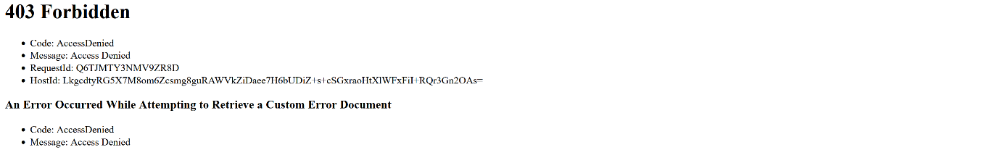 403 Forbidden
Code: AccessDenied
Message: Access Denied
RequestId: Q6TJMTY3NMV9ZR8D
HostId: LkgcdtyRG5X7M8om6Zcsmg8guRAWVkZiDaee7H6bUDiZ+s+cSGxraoHtXlWFxFiI+RQr3Gn2OAs=
An Error Occurred While Attempting to Retrieve a Custom Error Document
Code: AccessDenied
Message: Access Denied